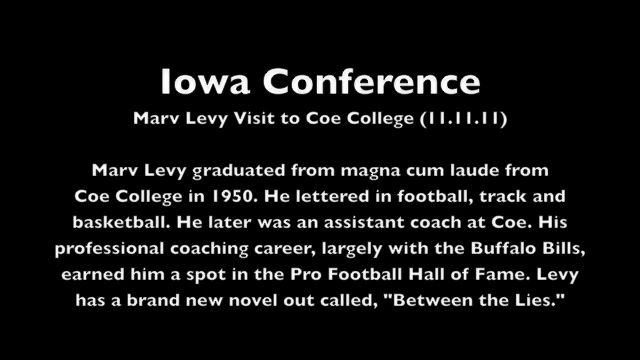 Iowa Conference
Marv Levy Visit to Coe College (11.11.11)
Marv Levy graduated from magna cum laude from
Coe College in 1950. He lettered in football, track and
basketball. He later was an assistant coach at Coe. His
professional coaching career, largely with the Buffalo Bills,
earned him a spot in the Pro Football Hall of Fame. Levy
has a brand new novel out called, "Between the Lies."